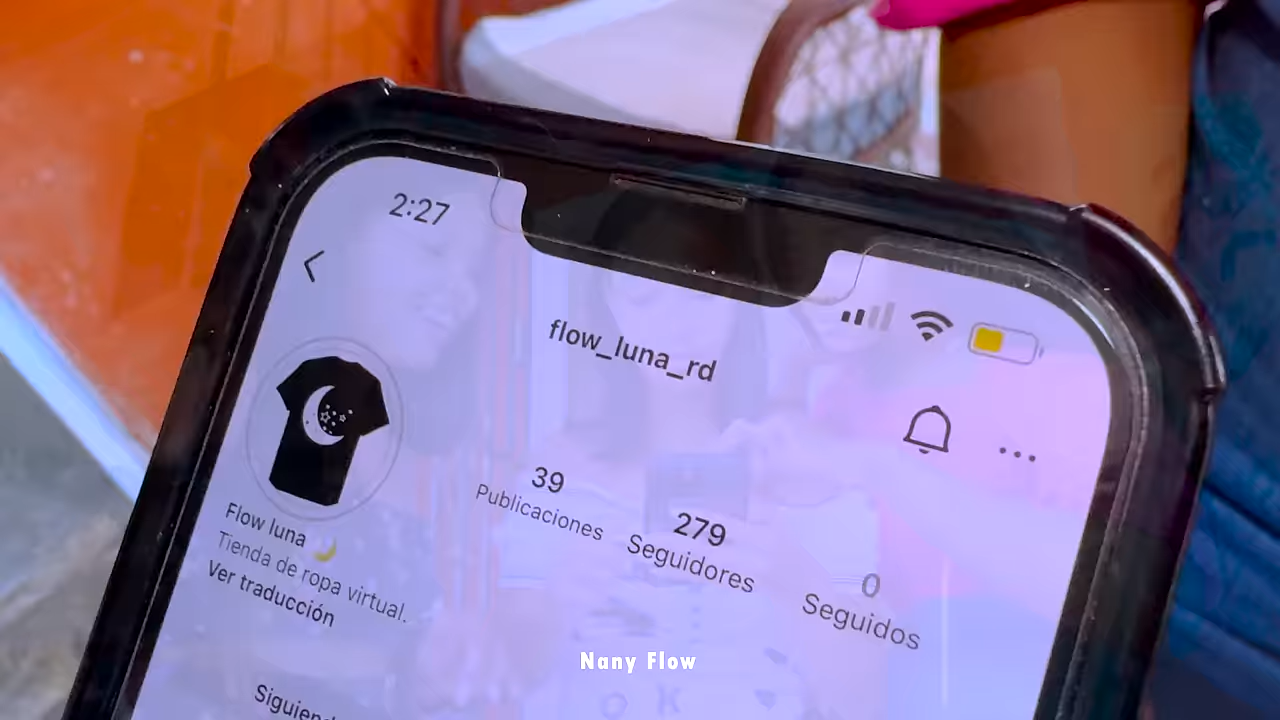 2:27
flow_luna_rd
39
Publicaciones
279
Seguidores
0
Seguidos
Flow luna 🌙
Tienda de ropa virtual.
Ver traducción
Nany Flow